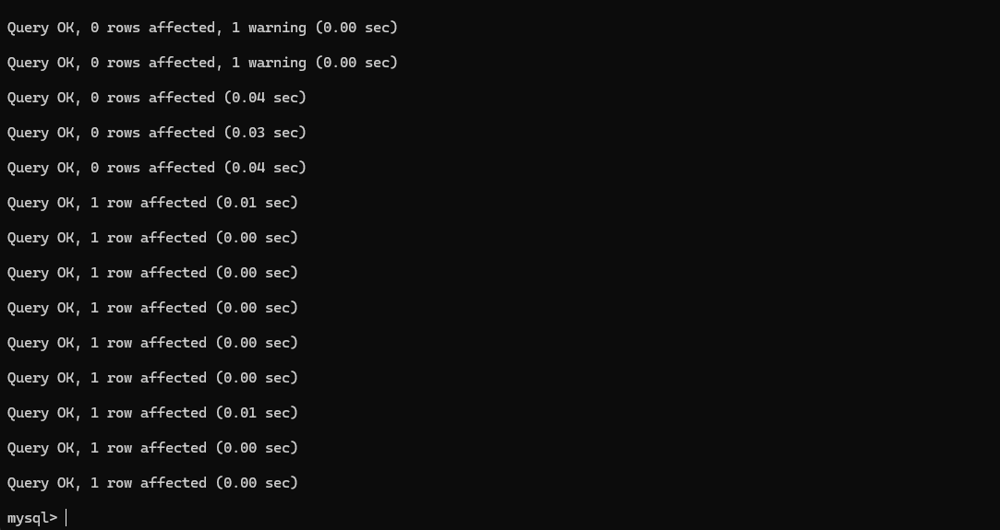 Query OK, 0 rows affected, 1 warning (0.00 sec)
Query OK, 0 rows affected, 1 warning (0.00 sec)
Query OK, 0 rows affected (0.04 sec)
Query OK, 0 rows affected (0.03 sec)
Query OK, 0 rows affected (0.04 sec)
Query OK, 1 row affected (0.01 sec)
Query OK, 1 row affected (0.00 sec)
Query OK, 1 row affected (0.00 sec)
Query OK, 1 row affected (0.00 sec)
Query OK, 1 row affected (0.00 sec)
Query OK, 1 row affected (0.00 sec)
Query OK, 1 row affected (0.01 sec)
Query OK, 1 row affected (0.00 sec)
Query OK, 1 row affected (0.00 sec)
mysql>